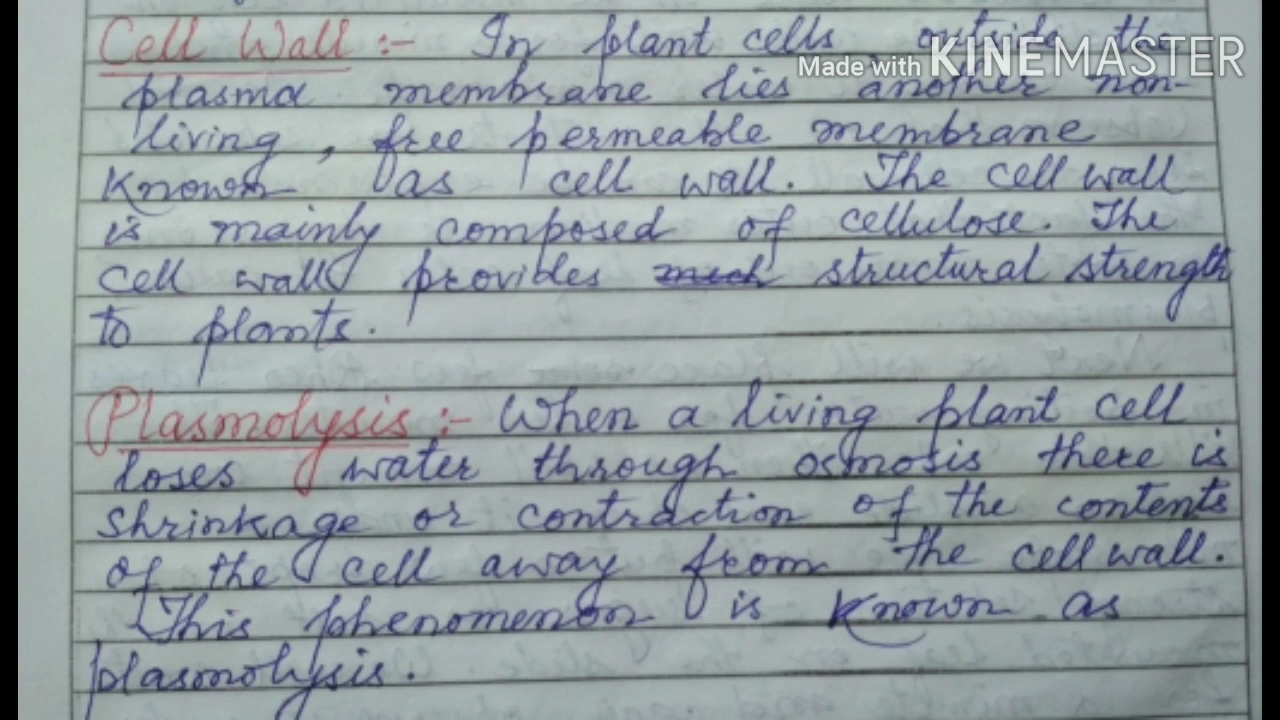 Cell Wall :- In plant cells outside the
Made with KINEMASTER
plasma membrane lies another non-
living, free permeable membrane
Known as cell wall. The cell wall
is mainly composed of cellulose. The
cell wall provides structural strength
to plants.
Plasmolysis :- When a living plant cell
loses water through osmosis there is
shrinkage or contraction of the contents
of the cell away from the cell wall.
This phenomenon is Known as
plasmolysis.